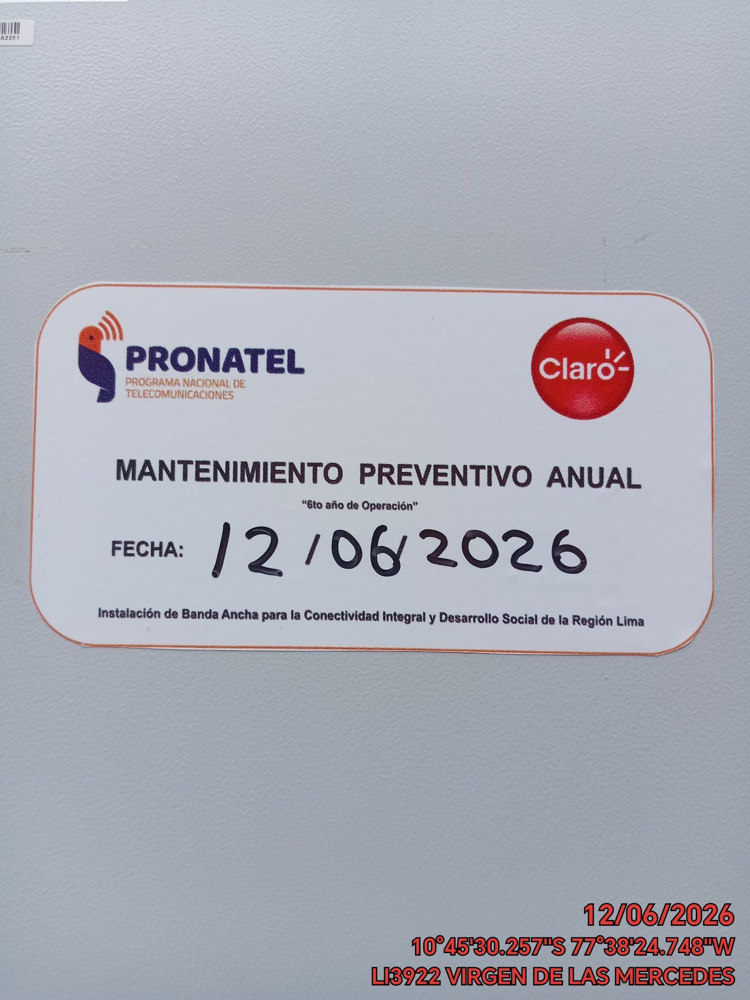 A2201
PRONATEL
PROGRAMA NACIONAL DE
TELECOMUNICACIONES
Claro
MANTENIMIENTO PREVENTIVO ANUAL
“6to año de Operación”
FECHA: 12/06/2026
Instalación de Banda Ancha para la Conectividad Integral y Desarrollo Social de la Región Lima
12/06/2026
10°45'30.257"S 77°38'24.748"W
LI3922 VIRGEN DE LAS MERCEDES